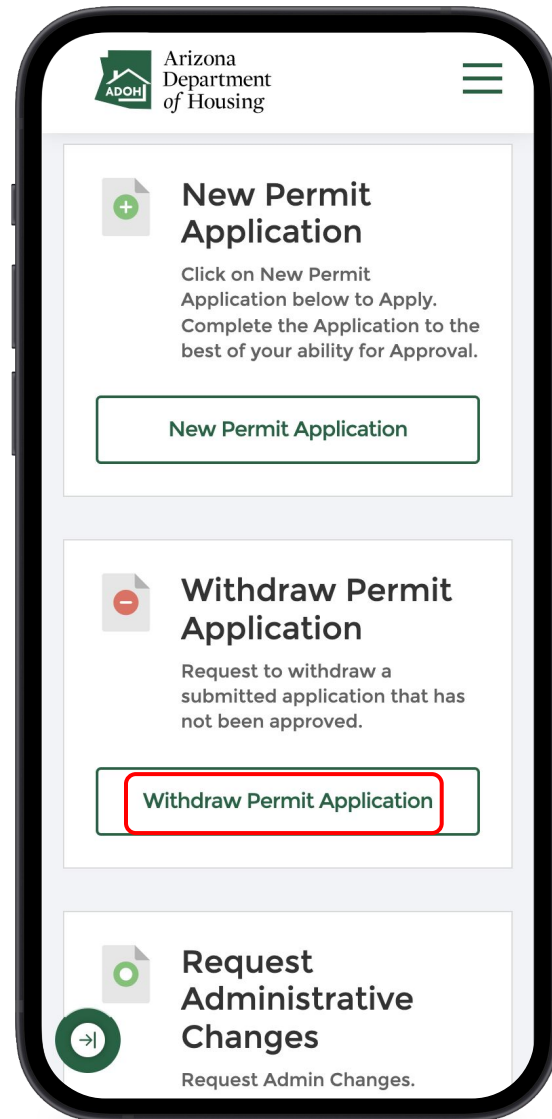 Arizona
Department
of Housing
ADOH
New Permit
Application
Click on New Permit
Application below to Apply.
Complete the Application to the
best of your ability for Approval.
New Permit Application
Withdraw Permit
Application
Request to withdraw a
submitted application that has
not been approved.
Withdraw Permit Application
Request
Administrative
Changes
Request Admin Changes.